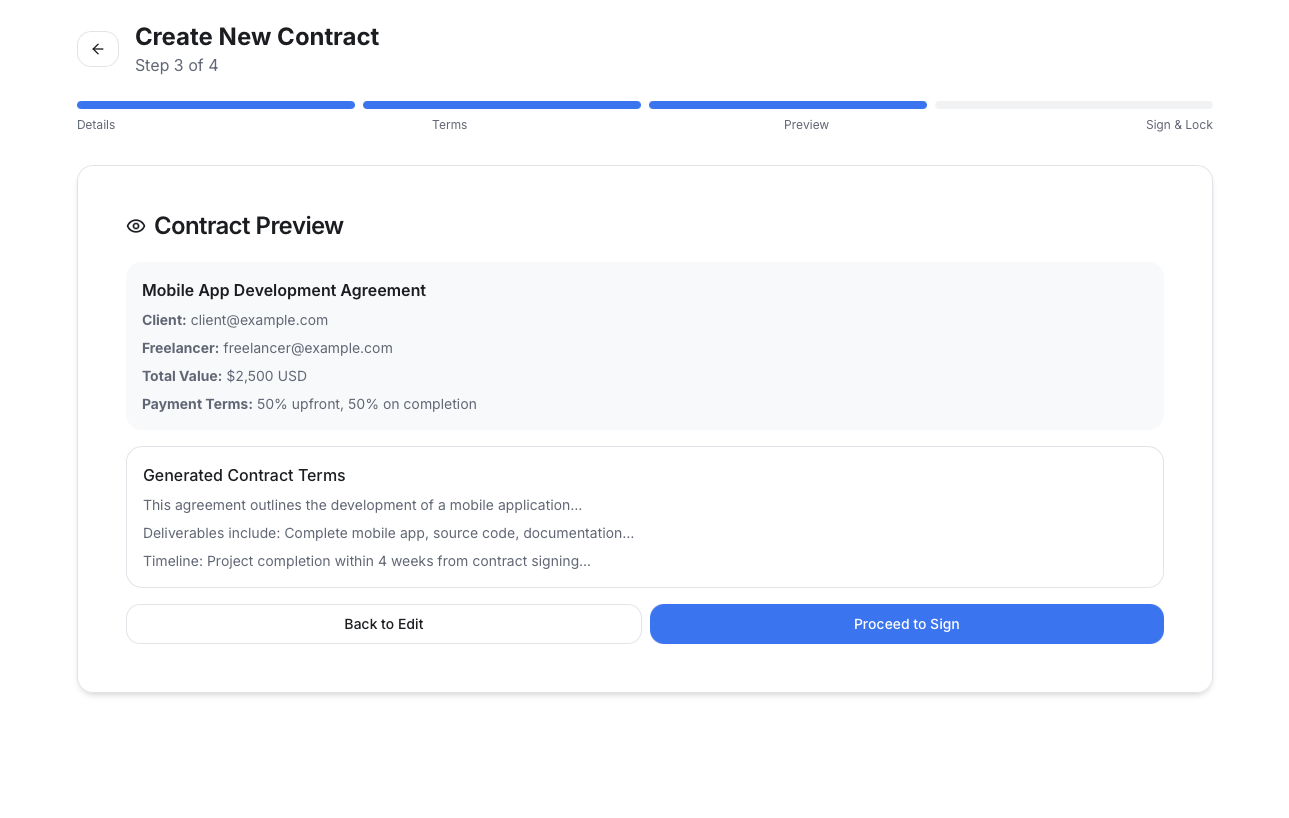 Create New Contract
Step 3 of 4
Details
Terms
Preview
Sign & Lock
Contract Preview
Mobile App Development Agreement
Client: client@example.com
Freelancer: freelancer@example.com
Total Value: $2,500 USD
Payment Terms: 50% upfront, 50% on completion
Generated Contract Terms
This agreement outlines the development of a mobile application...
Deliverables include: Complete mobile app, source code, documentation...
Timeline: Project completion within 4 weeks from contract signing...
Back to Edit
Proceed to Sign